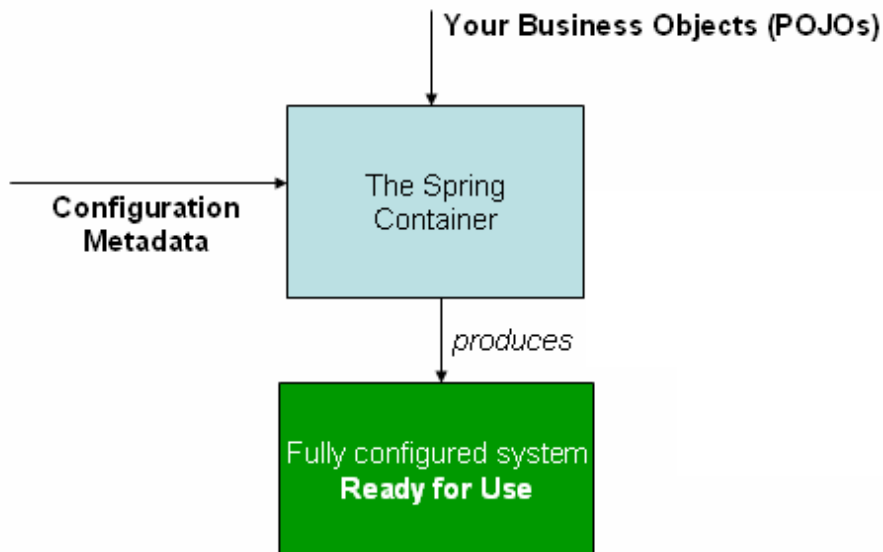 Your Business Objects (POJOs)
The Spring
Container
Configuration
Metadata
produces
Fully configured system
Ready for Use